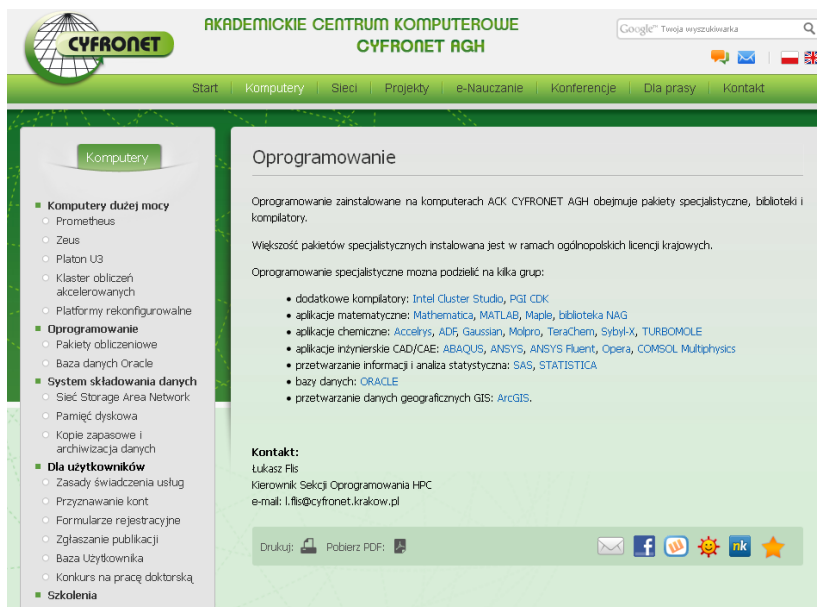 CYFRONET
AKADEMICKIE CENTRUM KOMPUTEROWE
CYFRONET AGH
Google™ Twoja wyszukiwarka
Start
Komputery
Sieci
Projekty
e-Nauczanie
Konferencje
Dla prasy
Kontakt
Komputery
Komputery dużej mocy
Prometheus
Zeus
Platon U3
Klaster obliczeń
akcelerowanych
Platformy rekonfigurowalne
Oprogramowanie
Pakiety obliczeniowe
Baza danych Oracle
System składowania danych
Sieć Storage Area Network
Pamięć dyskowa
Kopie zapasowe i
archiwizacja danych
Dla użytkowników
Zasady świadczenia usług
Przyznawanie kont
Formularze rejestracyjne
Zgłaszanie publikacji
Baza Użytkownika
Konkurs na pracę doktorską
Szkolenia
Oprogramowanie
Oprogramowanie zainstalowane na komputerach ACK CYFRONET AGH obejmuje pakiety specjalistyczne, biblioteki i
kompilatory.
Większość pakietów specjalistycznych instalowana jest w ramach ogólnopolskich licencji krajowych.
Oprogramowanie specjalistyczne mozna podzielić na kilka grup:
• dodatkowe kompilatory: Intel Cluster Studio, PGI CDK
• aplikacje matematyczne: Mathematica, MATLAB, Maple, biblioteka NAG
• aplikacje chemiczne: Accelrys, ADF, Gaussian, Molpro, TeraChem, Sybyl-X, TURBOMOLE
• aplikacje inżynierskie CAD/CAE: ABAQUS, ANSYS, ANSYS Fluent, Opera, COMSOL Multiphysics
• przetwarzanie informacji i analiza statystyczna: SAS, STATISTICA
• bazy danych: ORACLE
• przetwarzanie danych geograficznych GIS: ArcGIS.
Kontakt:
Łukasz Flis
Kierownik Sekcji Oprogramowania HPC
e-mail: l.flis@cyfronet.krakow.pl
Drukuj:
Pobierz PDF:
nk